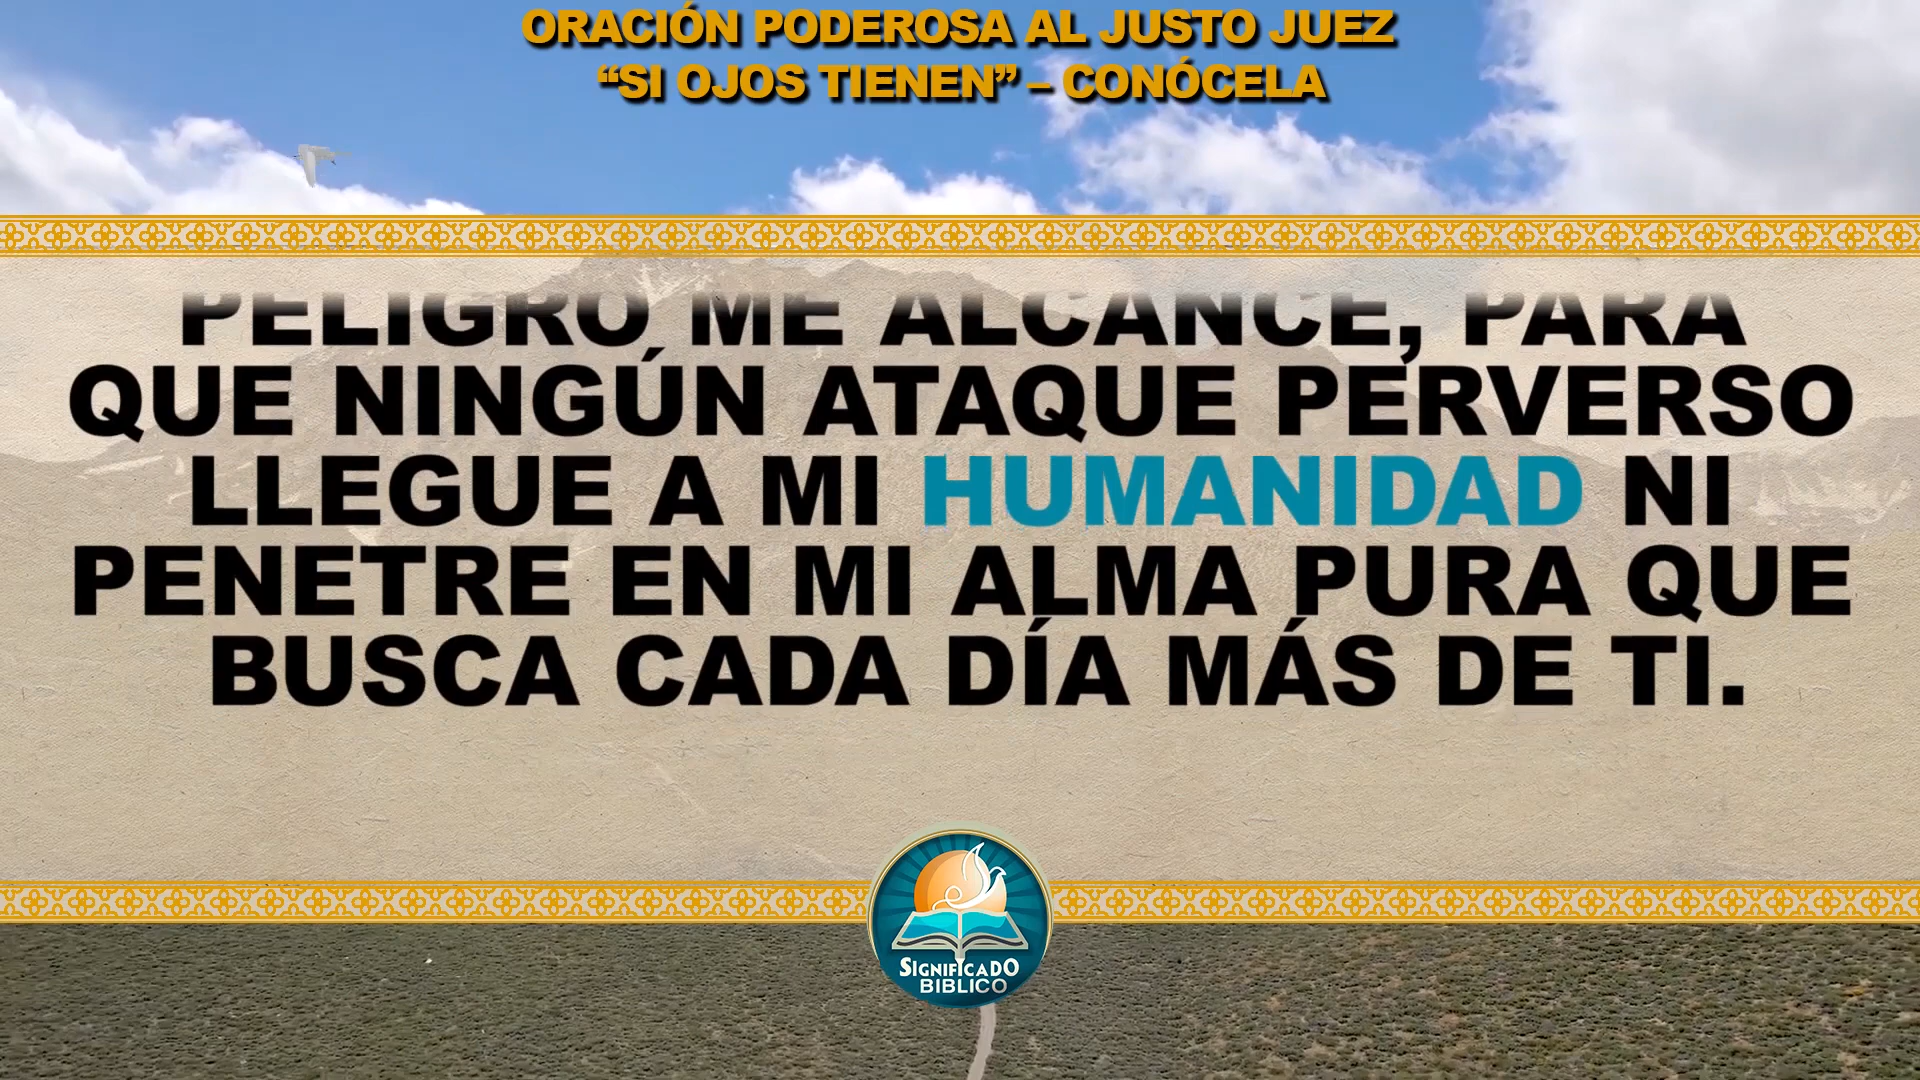 ORACIÓN PODEROSA AL JUSTO JUEZ
“SI OJOS TIENEN” – CONÓCELA
PELIGRO ME ALCANCE, PARA
QUE NINGÚN ATAQUE PERVERSO
LLEGUE A MI HUMANIDAD NI
PENETRE EN MI ALMA PURA QUE
BUSCA CADA DÍA MÁS DE TI.
SIGNIFICADO
BIBLICO